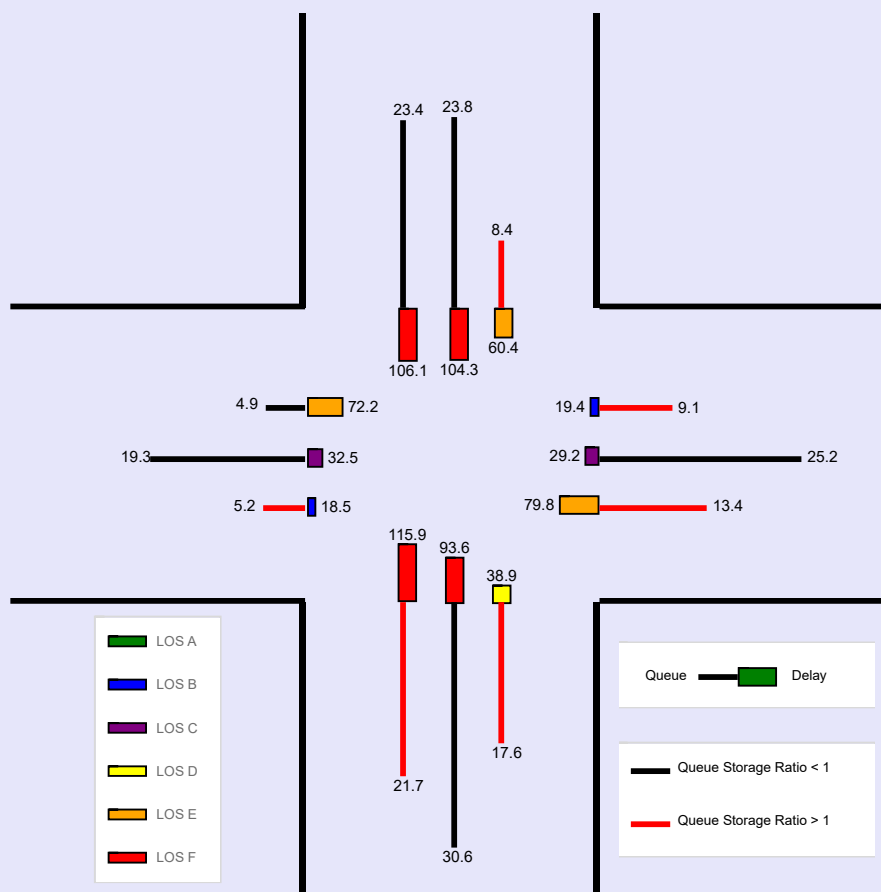 23.4
23.8
8.4
60.4
106.1
104.3
4.9
72.2
19.4
9.1
19.3
32.5
29.2
25.2
5.2
18.5
79.8
13.4
115.9
93.6
38.9
17.6
21.7
30.6
LOS A
LOS B
LOS C
LOS D
LOS E
LOS F
Queue
Delay
Queue Storage Ratio < 1
Queue Storage Ratio > 1